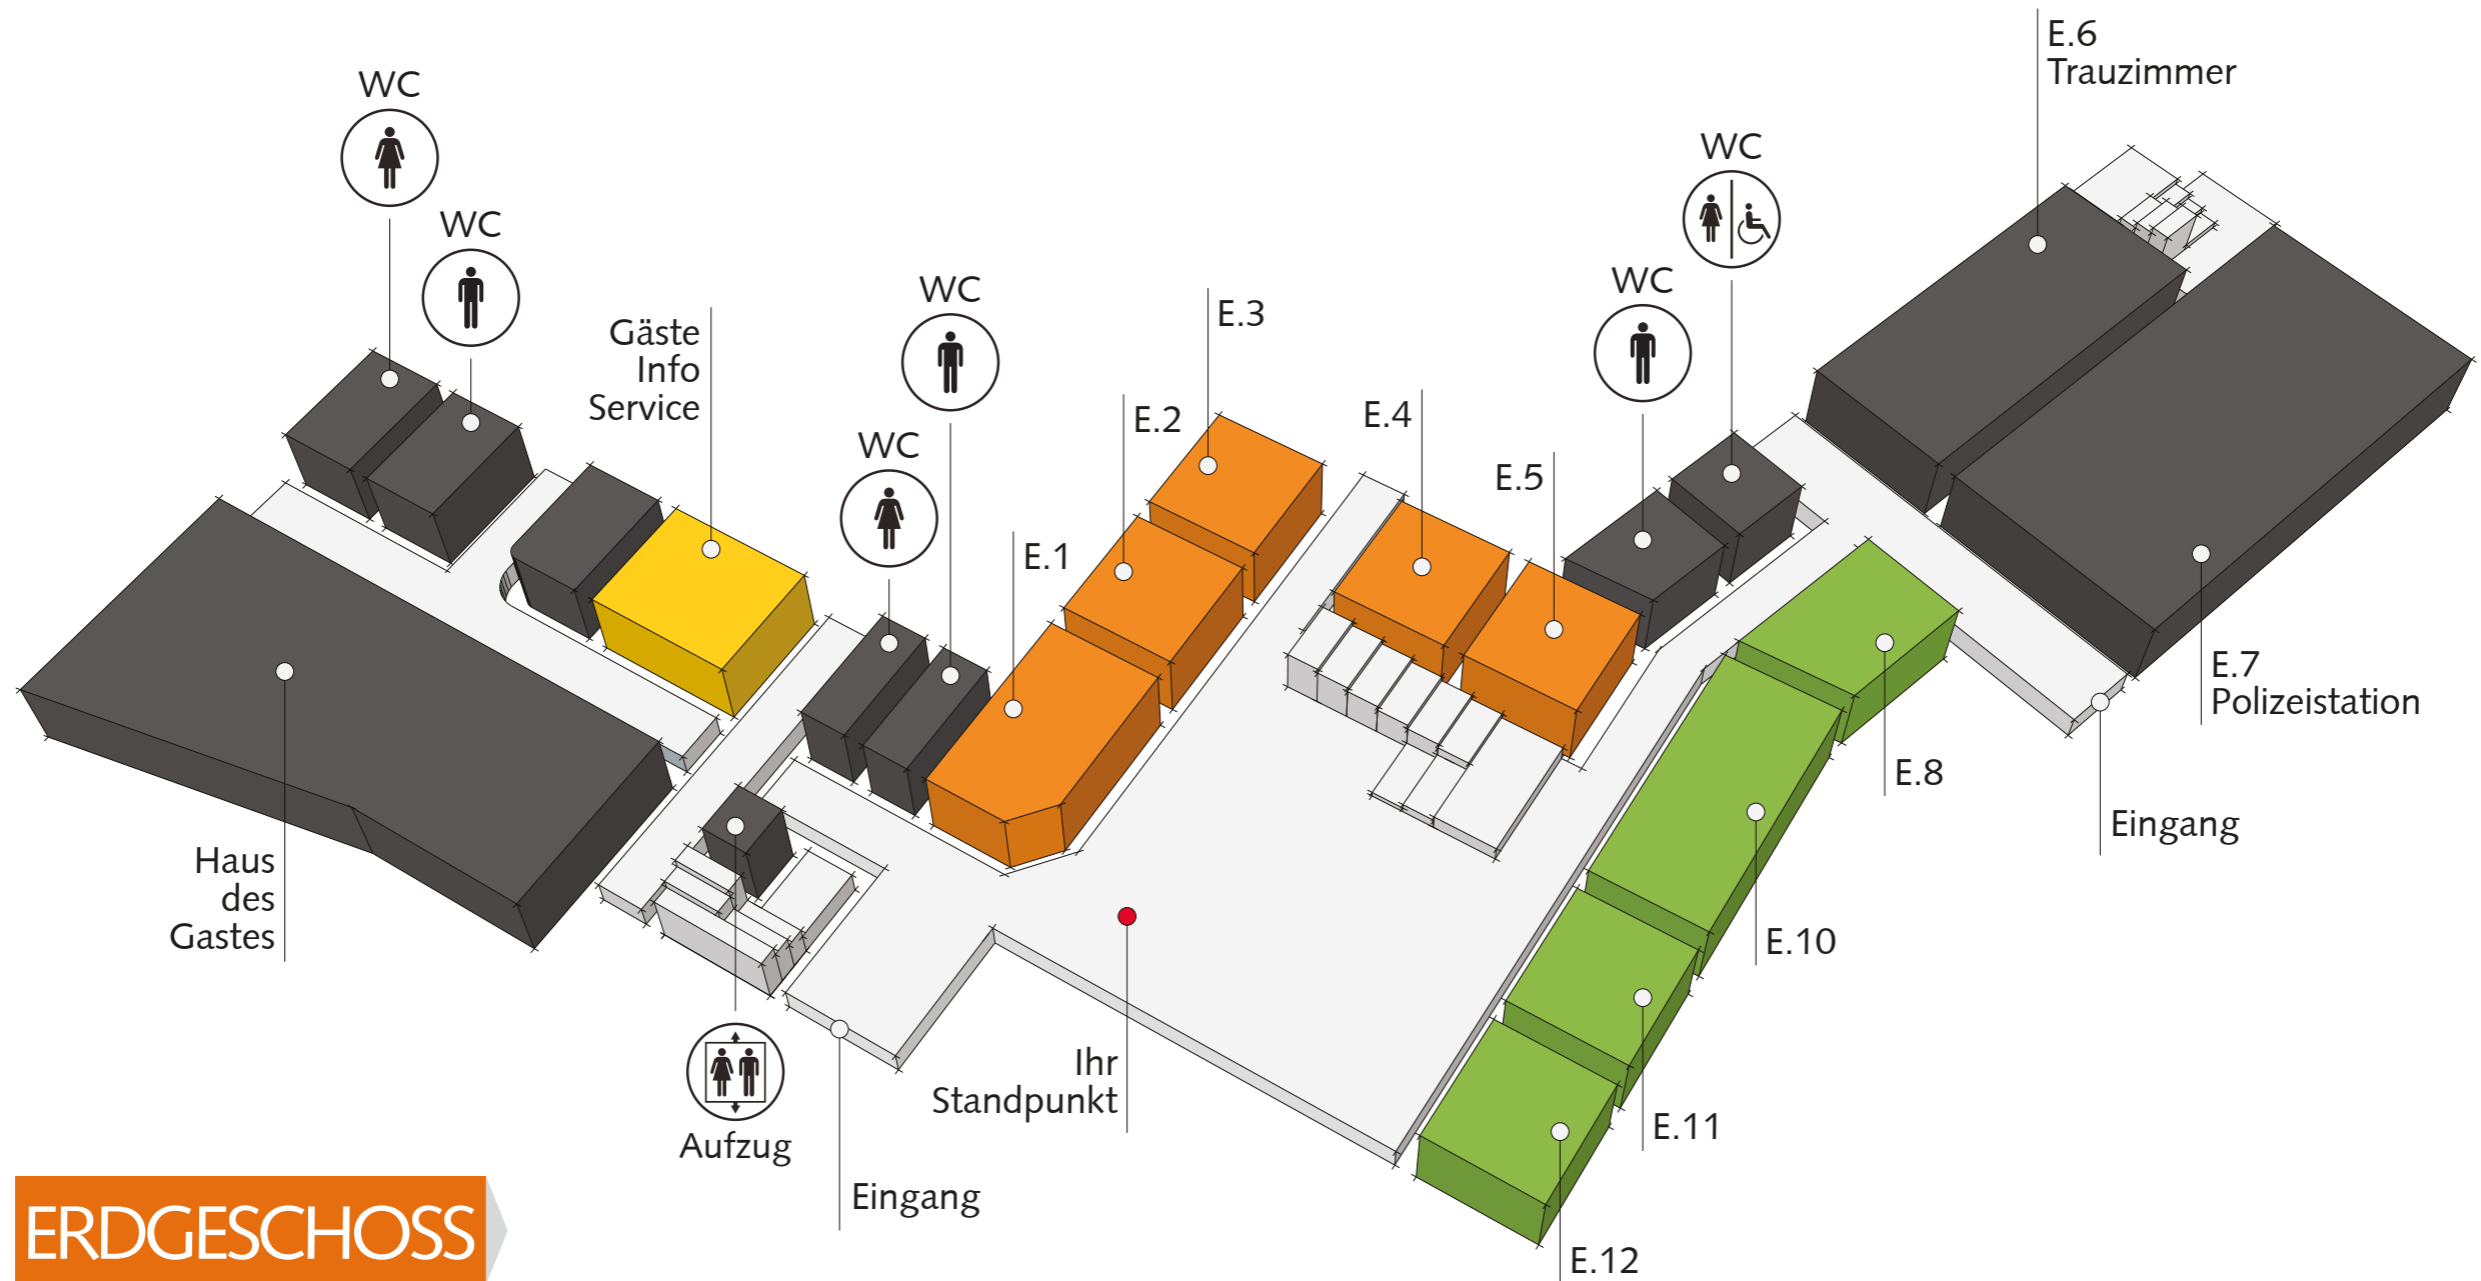 E.6
Trauzimmer
WC
WC
WC
WC
WC
WC
Gäste
Info
Service
E.3
E.2
E.4
E.5
E.1
E.7
Polizeistation
E.8
Eingang
Haus
des
Gastes
E.10
Ihr
Standpunkt
E.11
Aufzug
Eingang
E.12
ERDGESCHOSS